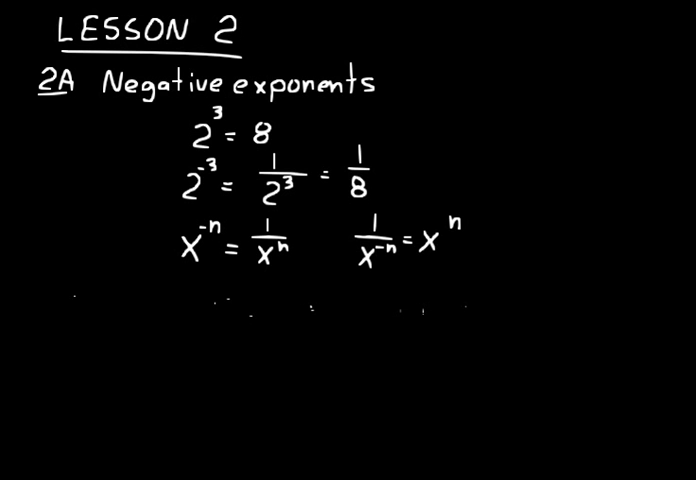 LESSON 2
2A Negative exponents
2³ = 8
2⁻³ = 1/2³ = 1/8
x⁻ⁿ = 1/xⁿ 1/x⁻ⁿ = xⁿ